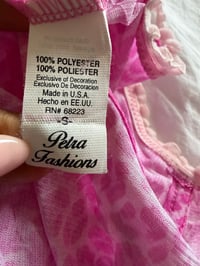 100% POLYESTER
100% POLIESTER
Exclusive of Decoration
Exclusivo De Decoracion
Made in U.S.A.
Hecho en EE.UU.
RN# 68223
-S-
Petra
Fashions